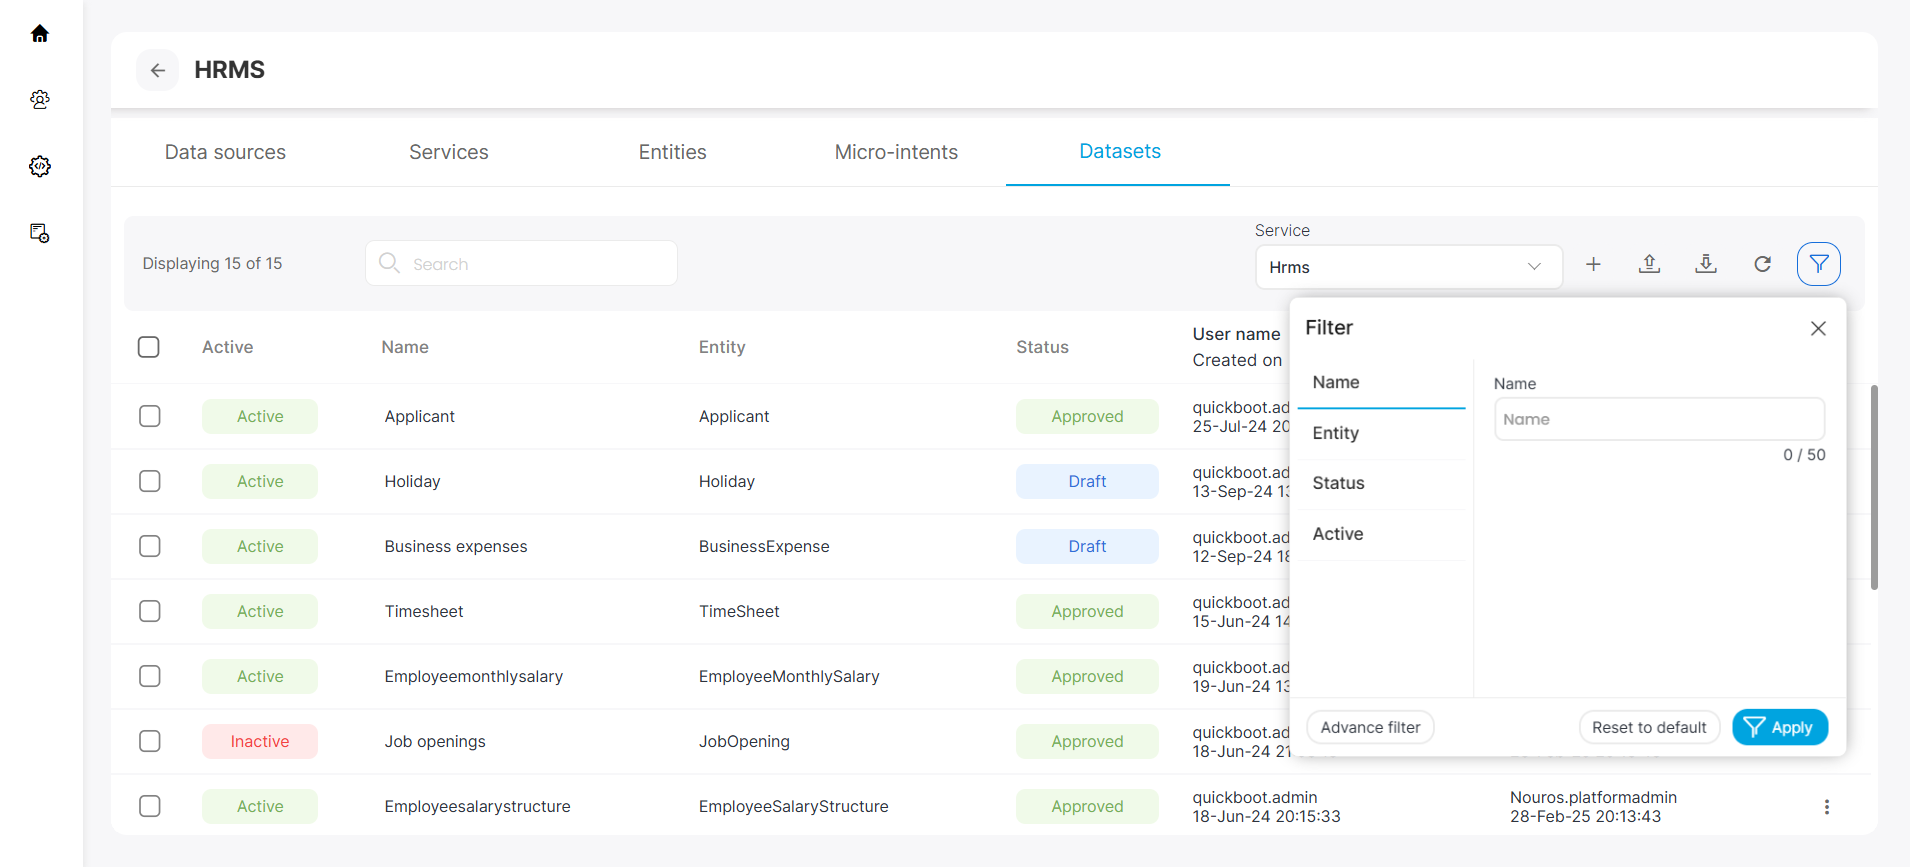 HRMS
Data sources
Services
Entities
Micro-intents
Datasets
Displaying 15 of 15
Search
Service
Hrms
Active
Name
Entity
Status
User name
Created on
Active
Applicant
Applicant
Approved
quickboot.ad
25-Jul-24 20
Active
Holiday
Holiday
Draft
quickboot.ad
13-Sep-24 13
Active
Business expenses
BusinessExpense
Draft
quickboot.ad
12-Sep-24 18
Active
Timesheet
TimeSheet
Approved
quickboot.ad
15-Jun-24 14
Active
Employeemonthlysalary
EmployeeMonthlySalary
Approved
quickboot.ad
19-Jun-24 13
Inactive
Job openings
JobOpening
Approved
quickboot.ad
18-Jun-24 21
Active
Employeesalarystructure
EmployeeSalaryStructure
Approved
quickboot.admin
18-Jun-24 20:15:33
Nouros.platformadmin
28-Feb-25 20:13:43
Filter
Name
Entity
Status
Active
Name
Name
0 / 50
Advance filter
Reset to default
Apply